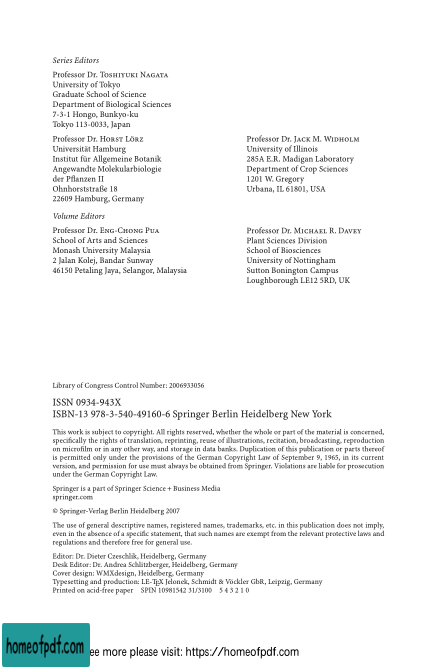 Series Editors
Professor Dr. Toshiyuki Nagata
University of Tokyo
Graduate School of Science
Department of Biological Sciences
7-3-1 Hongo, Bunkyo-ku
Tokyo 113-0033, Japan
Professor Dr. Horst Lörz
Universität Hamburg
Institut für Allgemeine Botanik
Angewandte Molekularbiologie
der Pflanzen II
Ohnhorststraße 18
22609 Hamburg, Germany
Professor Dr. Jack M. Widholm
University of Illinois
285A E.R. Madigan Laboratory
Department of Crop Sciences
1201 W. Gregory
Urbana, IL 61801, USA
Volume Editors
Professor Dr. Eng-Chong Pua
School of Arts and Sciences
Monash University Malaysia
2 Jalan Kolej, Bandar Sunway
46150 Petaling Jaya, Selangor, Malaysia
Professor Dr. Michael R. Davey
Plant Sciences Division
School of Biosciences
University of Nottingham
Sutton Bonington Campus
Loughborough LE12 5RD, UK
Library of Congress Control Number: 2006933056
ISSN 0934-943X
ISBN-13 978-3-540-49160-6 Springer Berlin Heidelberg New York
This work is subject to copyright. All rights reserved, whether the whole or part of the material is concerned,
specifically the rights of translation, reprinting, reuse of illustrations, recitation, broadcasting, reproduction
on microfilm or in any other way, and storage in data banks. Duplication of this publication or parts thereof
is permitted only under the provisions of the German Copyright Law of September 9, 1965, in its current
version, and permission for use must always be obtained from Springer. Violations are liable for prosecution
under the German Copyright Law.
Springer is a part of Springer Science + Business Media
springer.com
© Springer-Verlag Berlin Heidelberg 2007
The use of general descriptive names, registered names, trademarks, etc. in this publication does not imply,
even in the absence of a specific statement, that such names are exempt from the relevant protective laws and
regulations and therefore free for general use.
Editor: Dr. Dieter Czeschlik, Heidelberg, Germany
Desk Editor: Dr. Andrea Schlitzberger, Heidelberg, Germany
Cover design: WMXdesign, Heidelberg, Germany
Typesetting and production: LE-TEX Jelonek, Schmidt & Vöckler GbR, Leipzig, Germany
Printed on acid-free paper SPIN 10981542 31/3100 5 4 3 2 1 0
homeofpdf.com
ee more please visit: https://homeofpdf.com